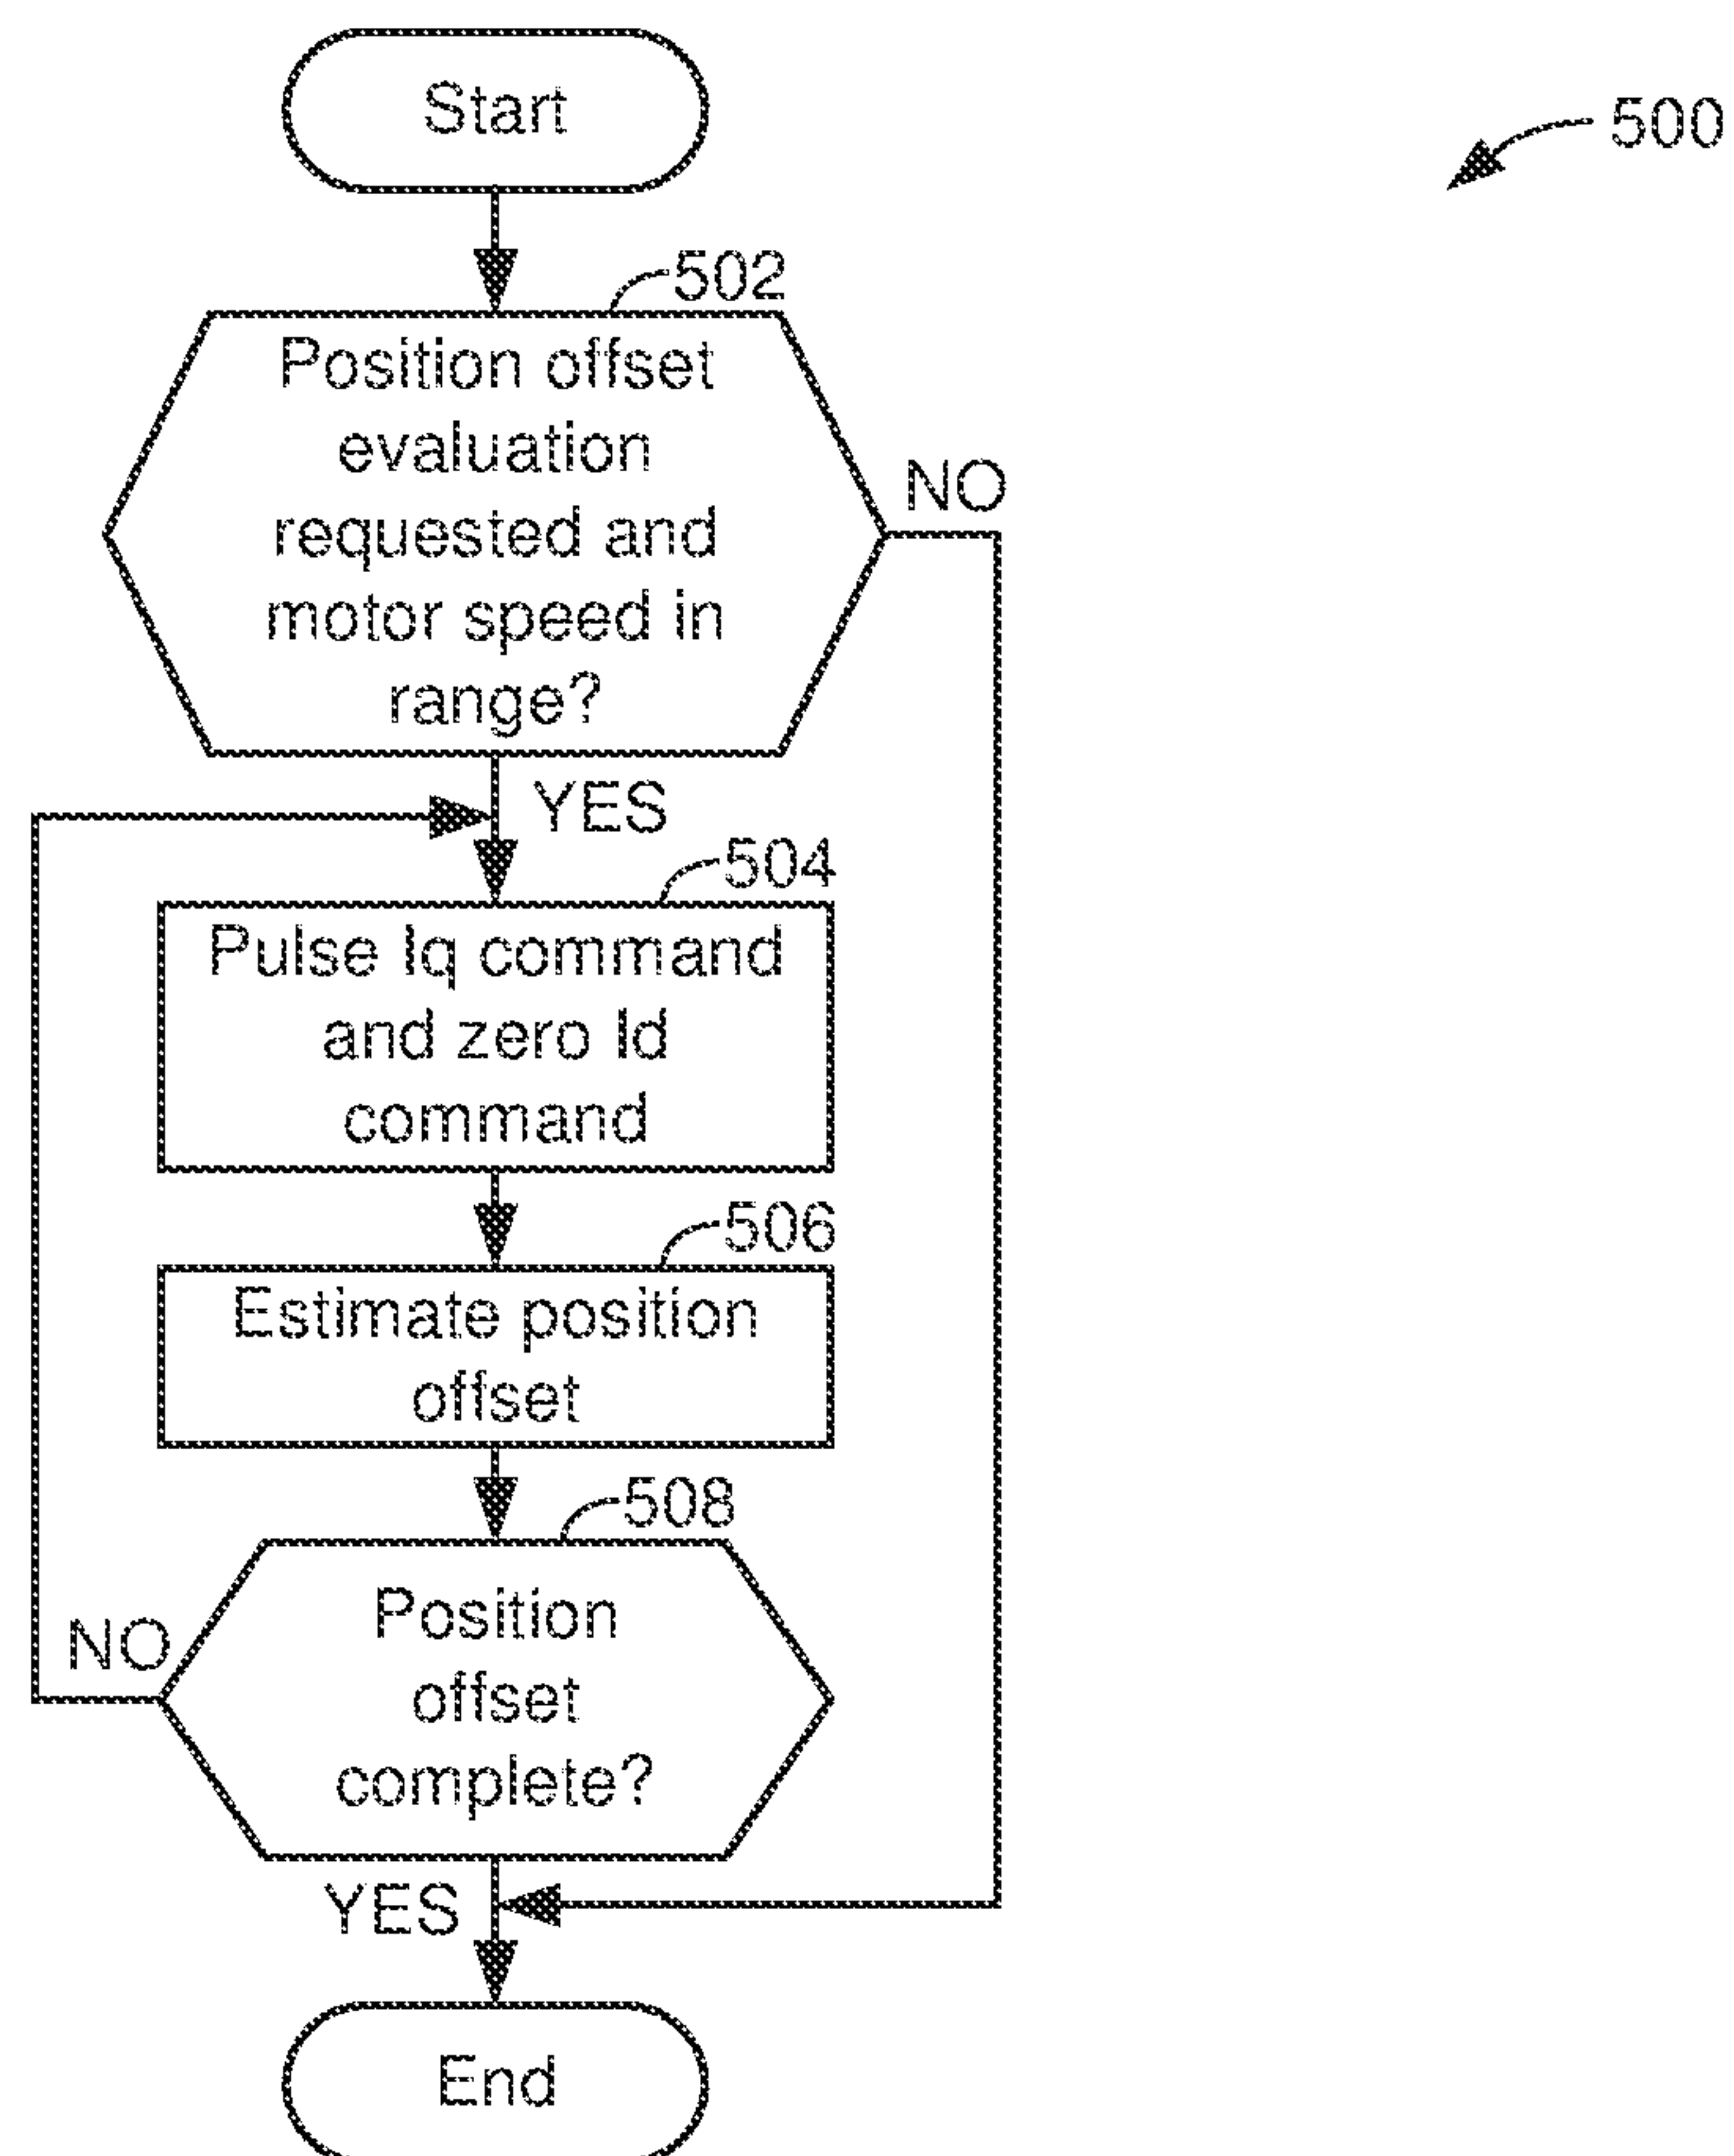 Start
500
502
Position offset
evaluation
requested and
motor speed in
range?
NO
YES
504
Pulse Iq command
and zero Id
command
506
Estimate position
offset
508
Position
offset
complete?
NO
YES
End